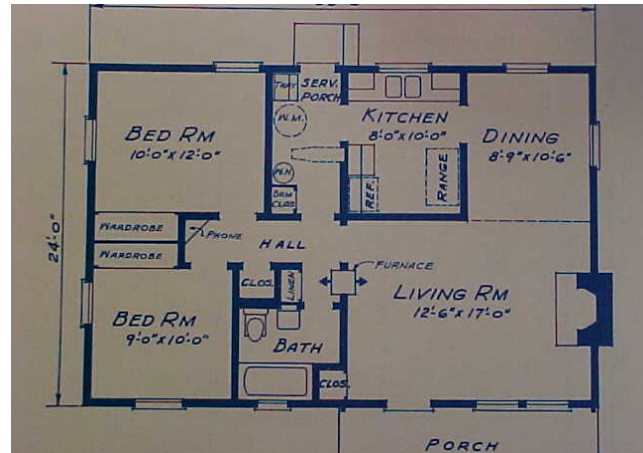 TRAY
SERV.
PORCH
W.M.
KITCHEN
8'-0"X10'-0"
BED RM
10'-0"X12'-0"
DINING
8'-9"X10'-6"
W.H.
BRM
CLOS.
REF.
RANGE
24'-0"
WARDROBE
PHONE
WARDROBE
HALL
FURNACE
CLOS.
LINEN
LIVING RM
12'-6"X17'-0"
BED RM
9'-0"X10'-0"
BATH
CLOS.
PORCH